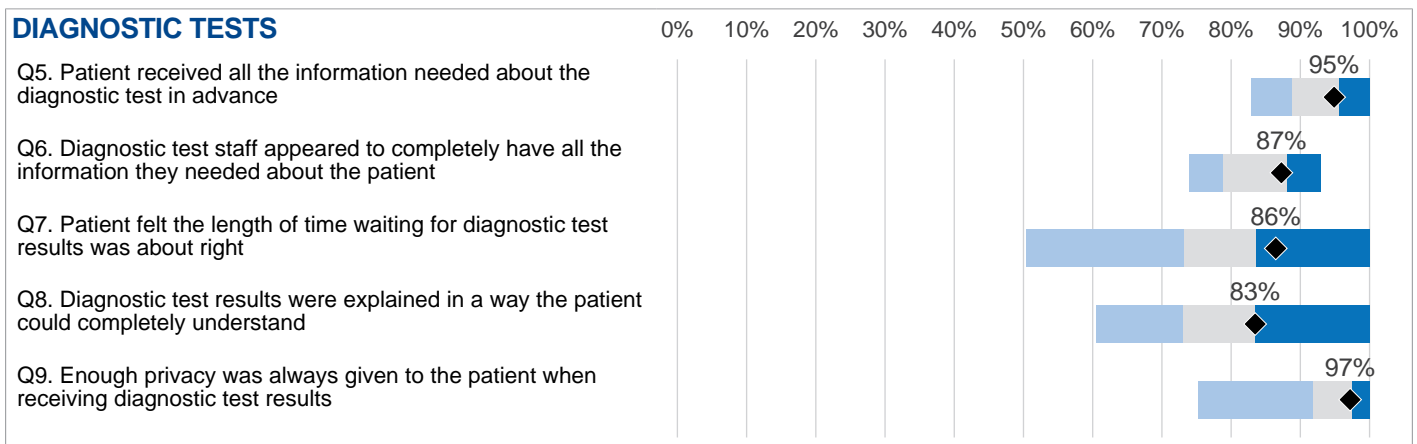 DIAGNOSTIC TESTS
0% 10% 20% 30% 40% 50% 60% 70% 80% 90% 100%
Q5. Patient received all the information needed about the
diagnostic test in advance
95%
Q6. Diagnostic test staff appeared to completely have all the
information they needed about the patient
87%
Q7. Patient felt the length of time waiting for diagnostic test
results was about right
86%
Q8. Diagnostic test results were explained in a way the patient
could completely understand
83%
Q9. Enough privacy was always given to the patient when
receiving diagnostic test results
97%